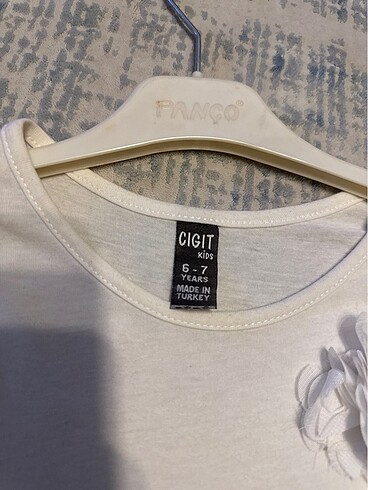 PANÇO
CIGIT
KIDS
6 - 7
YEARS
MADE IN
TURKEY